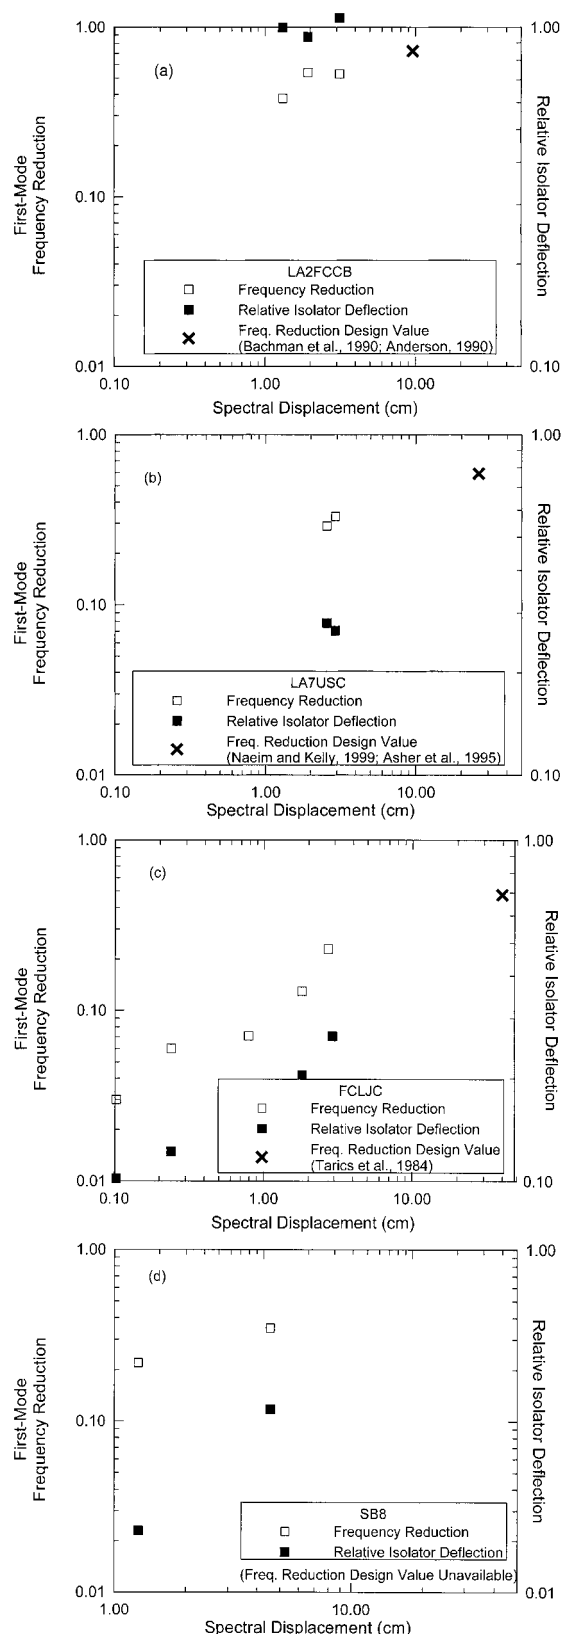 1.00
1.00
(a)
First-Mode
Frequency Reduction
Relative Isolator Deflection
0.10
LA2FCCB
Frequency Reduction
Relative Isolator Deflection
Freq. Reduction Design Value
(Bachman et al., 1990; Anderson, 1990)
0.01
0.10
0.10
1.00
10.00
Spectral Displacement (cm)
1.00
1.00
(b)
First-Mode
Frequency Reduction
Relative Isolator Deflection
0.10
LA7USC
Frequency Reduction
Relative Isolator Deflection
Freq. Reduction Design Value
(Naeim and Kelly, 1999; Asher et al., 1995)
0.01
0.10
0.10
1.00
10.00
Spectral Displacement (cm)
1.00
1.00
(c)
First-Mode
Frequency Reduction
Relative Isolator Deflection
0.10
FCLJC
Frequency Reduction
Relative Isolator Deflection
Freq. Reduction Design Value
(Tarics et al., 1984)
0.01
0.10
0.10
1.00
10.00
Spectral Displacement (cm)
1.00
1.00
(d)
First-Mode
Frequency Reduction
Relative Isolator Deflection
0.10
SB8
Frequency Reduction
Relative Isolator Deflection
(Freq. Reduction Design Value Unavailable)
0.01
0.01
1.00
10.00
Spectral Displacement (cm)